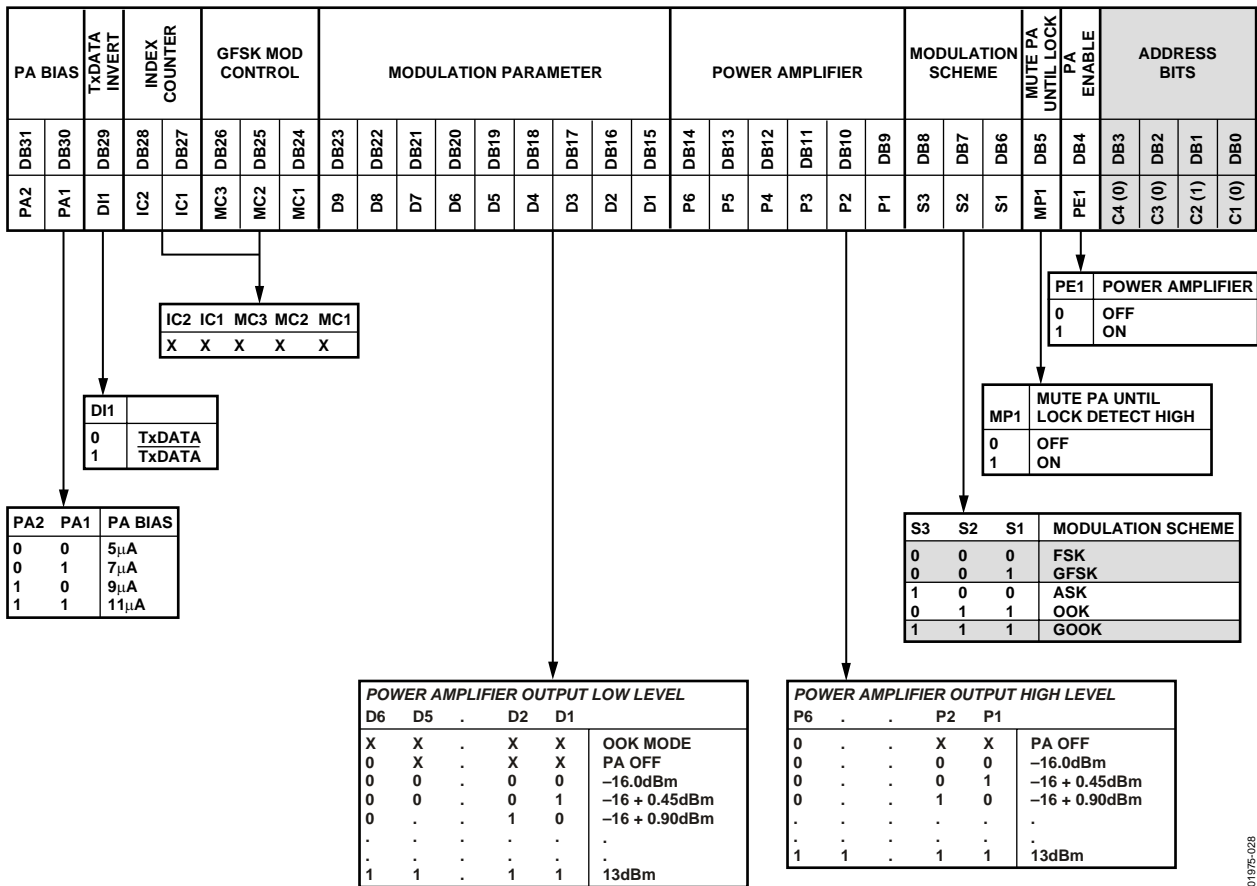 PA BIAS
TxDATA INVERT
INDEX COUNTER
GFSK MOD CONTROL
MODULATION PARAMETER
POWER AMPLIFIER
MODULATION SCHEME
MUTE PA UNTIL LOCK
PA ENABLE
ADDRESS BITS
DB31 DB30 DB29 DB28 DB27 DB26 DB25 DB24 DB23 DB22 DB21 DB20 DB19 DB18 DB17 DB16 DB15 DB14 DB13 DB12 DB11 DB10 DB9 DB8 DB7 DB6 DB5 DB4 DB3 DB2 DB1 DB0
PA2 PA1 DI1 IC2 IC1 MC3 MC2 MC1 D9 D8 D7 D6 D5 D4 D3 D2 D1 P6 P5 P4 P3 P2 P1 S3 S2 S1 MP1 PE1 C4 (0) C3 (0) C2 (1) C1 (0)
PE1 POWER AMPLIFIER
0 OFF
1 ON
IC2 IC1 MC3 MC2 MC1
X X X X X
MP1 MUTE PA UNTIL
LOCK DETECT HIGH
0 OFF
1 ON
DI1
0 TxDATA
1 TxDATA
PA2 PA1 PA BIAS
0 0 5μA
0 1 7μA
1 0 9μA
1 1 11μA
S3 S2 S1 MODULATION SCHEME
0 0 0 FSK
0 0 1 GFSK
1 0 0 ASK
0 1 1 OOK
1 1 1 GOOK
POWER AMPLIFIER OUTPUT LOW LEVEL
D6 D5 . D2 D1
X X . X X OOK MODE
0 X . X X PA OFF
0 0 . 0 0 –16.0dBm
0 0 . 0 1 –16 + 0.45dBm
0 . . 1 0 –16 + 0.90dBm
. . . . . .
. . . . . .
1 1 . 1 1 13dBm
POWER AMPLIFIER OUTPUT HIGH LEVEL
P6 . . P2 P1
0 . . X X PA OFF
0 . . 0 0 –16.0dBm
0 . . 0 1 –16 + 0.45dBm
0 . . 1 0 –16 + 0.90dBm
. . . . . .
. . . . . .
1 1 . 1 1 13dBm
01975-028